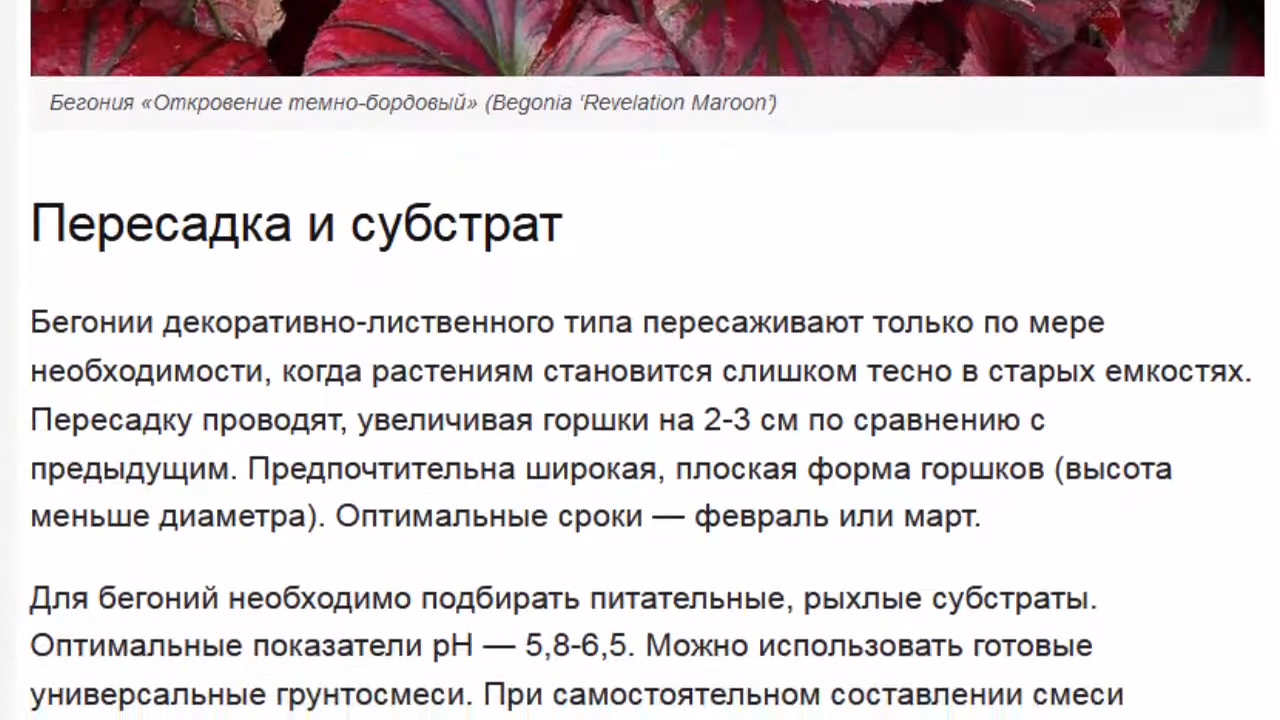 Бегония «Откровение темно-бордовый» (Begonia 'Revelation Maroon')
Пересадка и субстрат
Бегонии декоративно-лиственного типа пересаживают только по мере
необходимости, когда растениям становится слишком тесно в старых емкостях.
Пересадку проводят, увеличивая горшки на 2-3 см по сравнению с
предыдущим. Предпочтительна широкая, плоская форма горшков (высота
меньше диаметра). Оптимальные сроки — февраль или март.
Для бегоний необходимо подбирать питательные, рыхлые субстраты.
Оптимальные показатели pH — 5,8-6,5. Можно использовать готовые
универсальные грунтосмеси. При самостоятельном составлении смеси